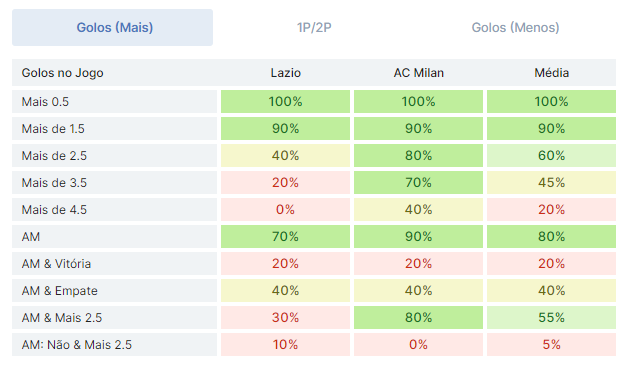 Golos (Mais) 1P/2P Golos (Menos)
Golos no Jogo Lazio AC Milan Média
Mais 0.5 100% 100% 100%
Mais de 1.5 90% 90% 90%
Mais de 2.5 40% 80% 60%
Mais de 3.5 20% 70% 45%
Mais de 4.5 0% 40% 20%
AM 70% 90% 80%
AM & Vitória 20% 20% 20%
AM & Empate 40% 40% 40%
AM & Mais 2.5 30% 80% 55%
AM: Não & Mais 2.5 10% 0% 5%